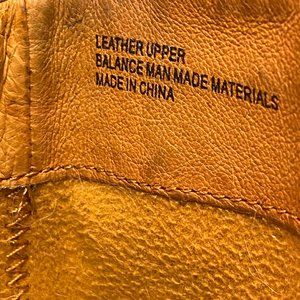 LEATHER UPPER
BALANCE MAN MADE MATERIALS
MADE IN CHINA